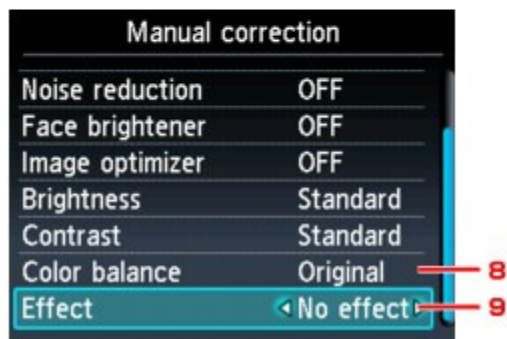 Manual correction
Noise reduction OFF
Face brightener OFF
Image optimizer OFF
Brightness Standard
Contrast Standard
Color balance Original 8
Effect No effect 9